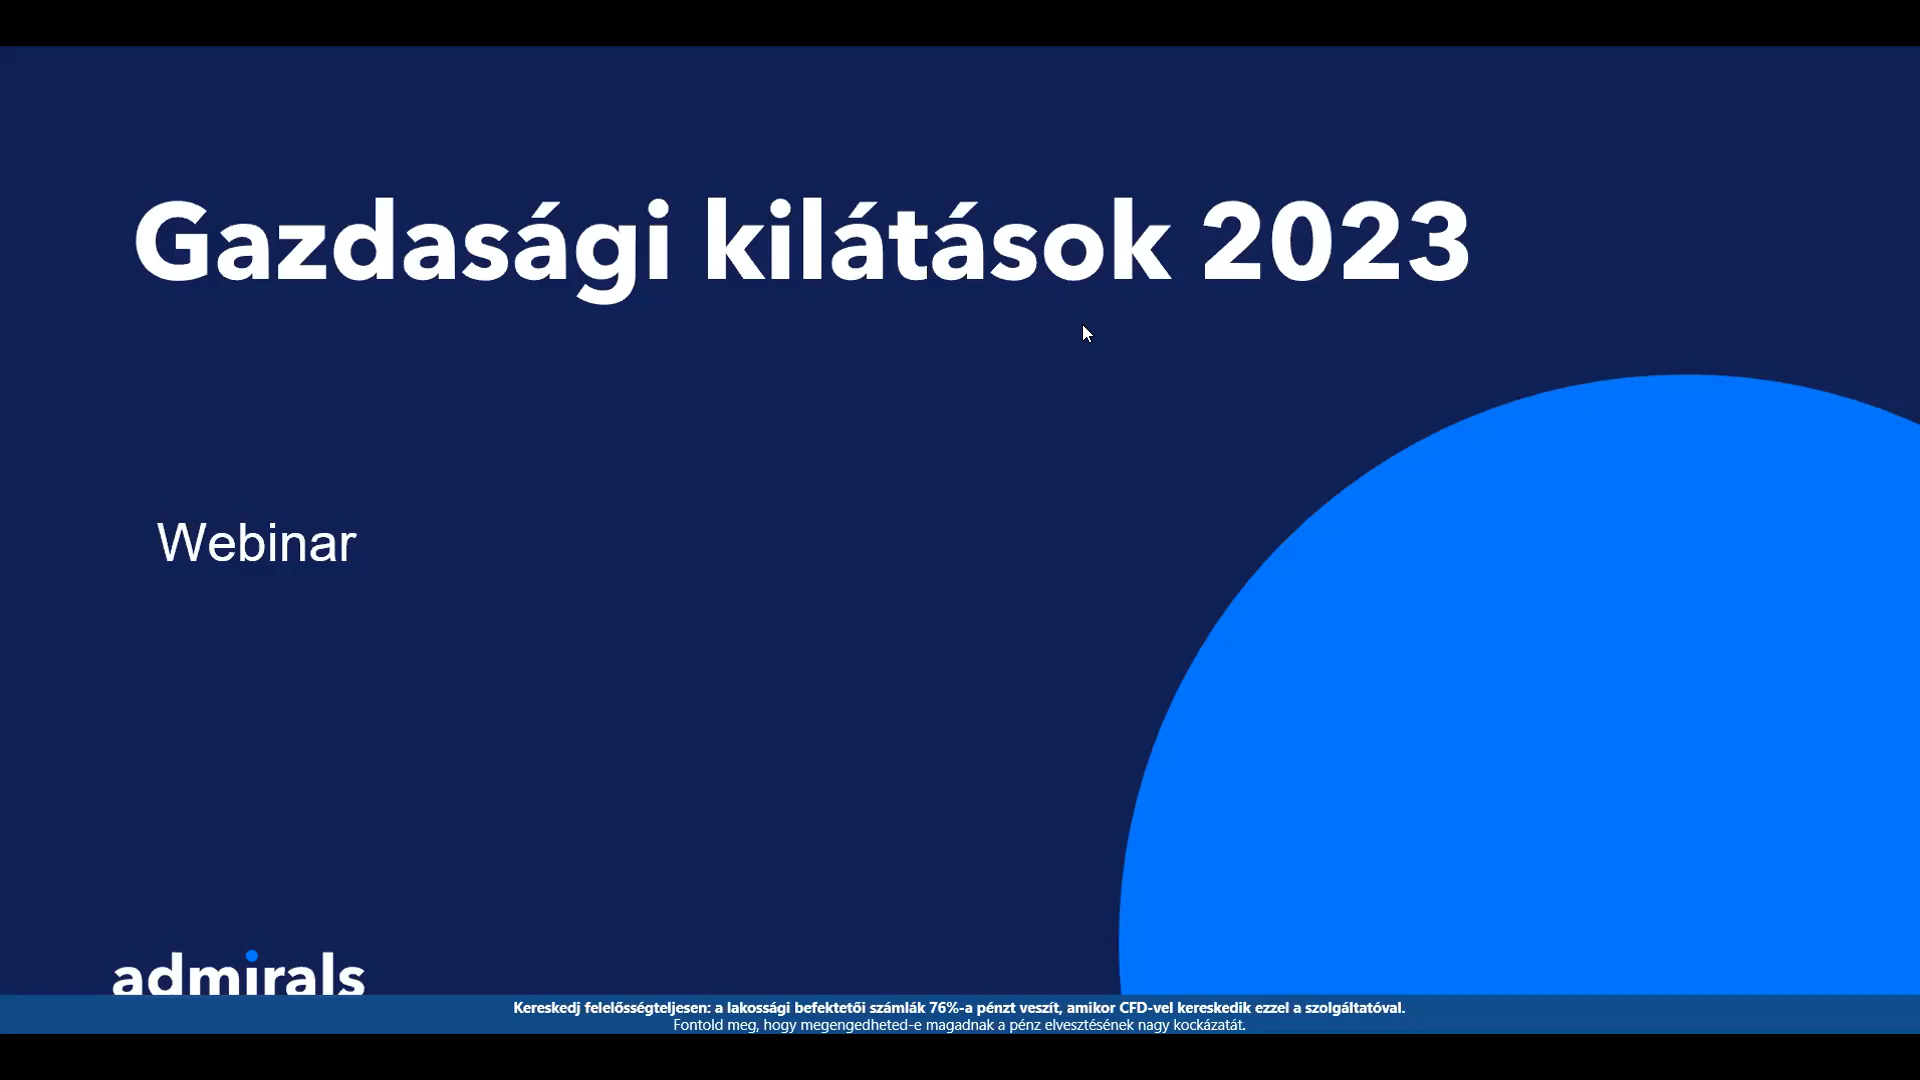 Gazdasági kilátások 2023
Webinar
admirals
Kereskedj felelősségteljesen: a lakossági befektetői számlák 76%-a pénzt veszít, amikor CFD-vel kereskedik ezzel a szolgáltatóval.
Fontold meg, hogy megengedheted-e magadnak a pénz elvesztésének nagy kockázatát.